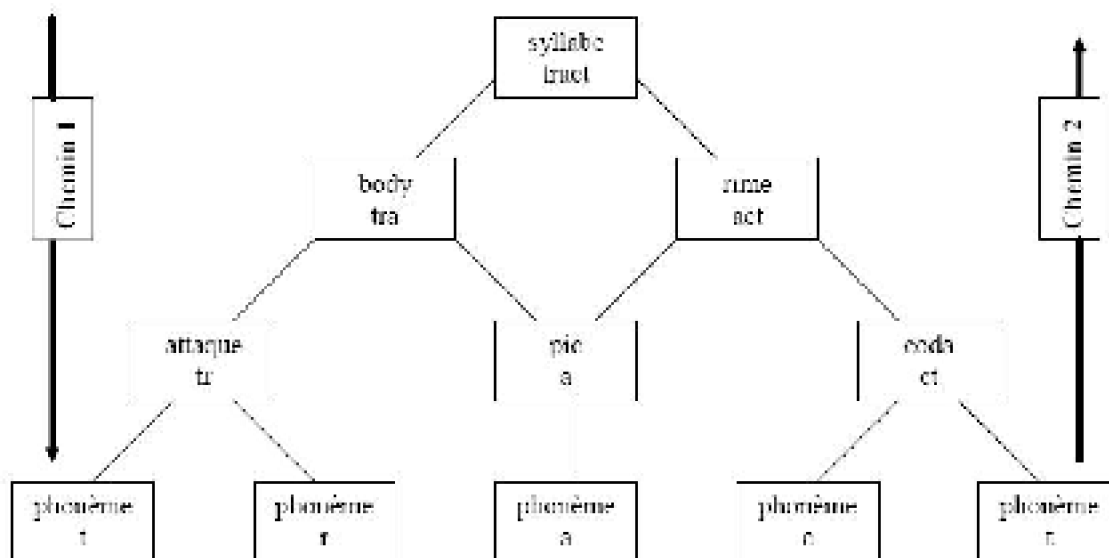 syllabe
tract
Chemin 1
Chemin 2
body
tra
rime
act
attaque
tr
pic
a
coda
ct
phonème
t
phonème
r
phonème
a
phonème
c
phonème
t